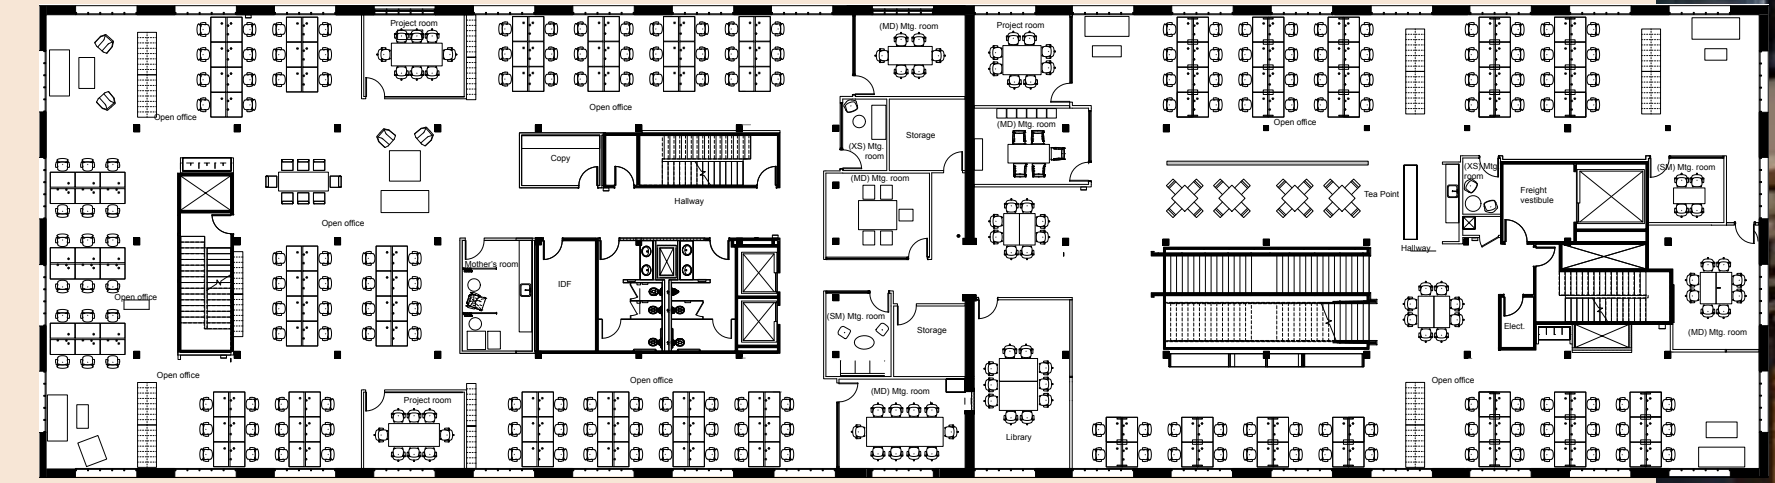 Project room
(MD) Mtg. room
Project room
Open office
Open office
Open office
(MD) Mtg. room
Storage
(XS) Mtg.
room
Copy
(MD) Mtg. room
Hallway
Open office
(XS) Mtg.
room
(SM) Mtg. room
Tea Point
Freight
vestibule
Hallway
Mother's room
IDF
Open office
(SM) Mtg. room
Storage
Elect.
(MD) Mtg. room
Open office
Open office
Open office
(MD) Mtg. room
Project room
Library